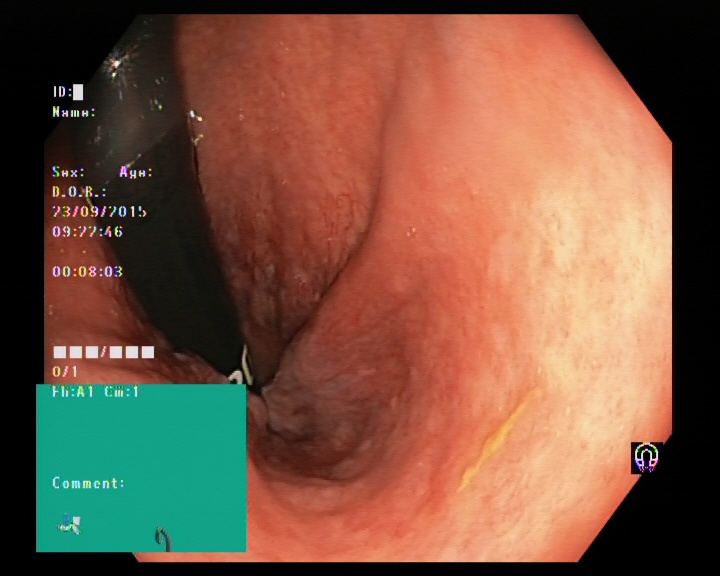 ID:
Name:
Sex: Age:
D.O.B.:
23/09/2015
09:22:46
00:08:03
■■■/■■■
0/1
Eh:A1 Cm:1
Comment: